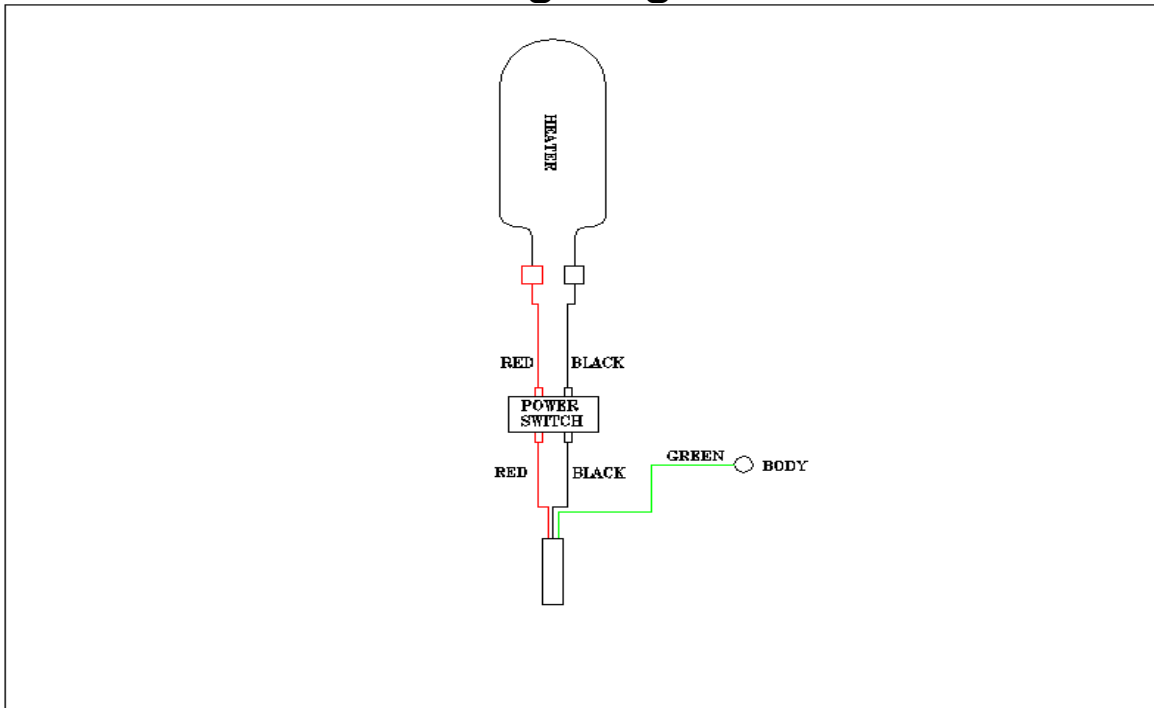 HEATER
RED
BLACK
POWER
SWITCH
RED
BLACK
GREEN
BODY